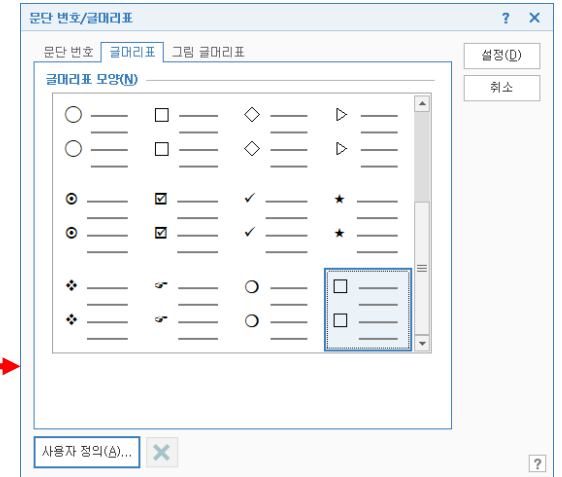 문단 번호/글머리표
문단 번호 글머리표 그림 글머리표
글머리표 모양(N)
설정(D)
취소
사용자 정의(A)...